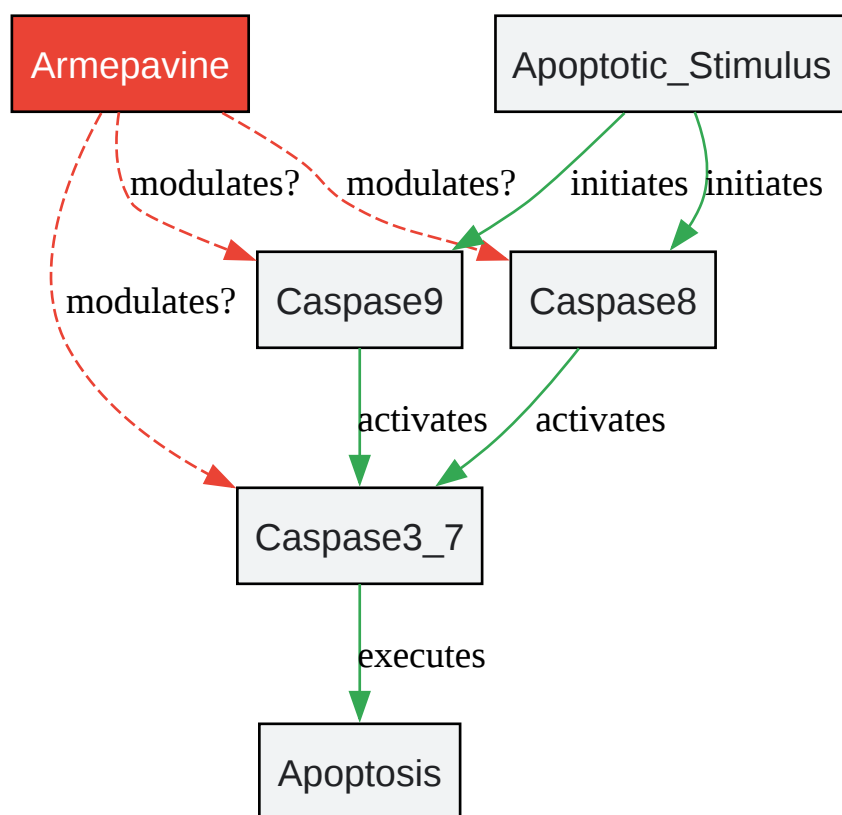 Armepavine
Apoptotic_Stimulus
modulates?
modulates?
initiates
initiates
Caspase9
Caspase8
modulates?
activates
activates
Caspase3_7
executes
Apoptosis